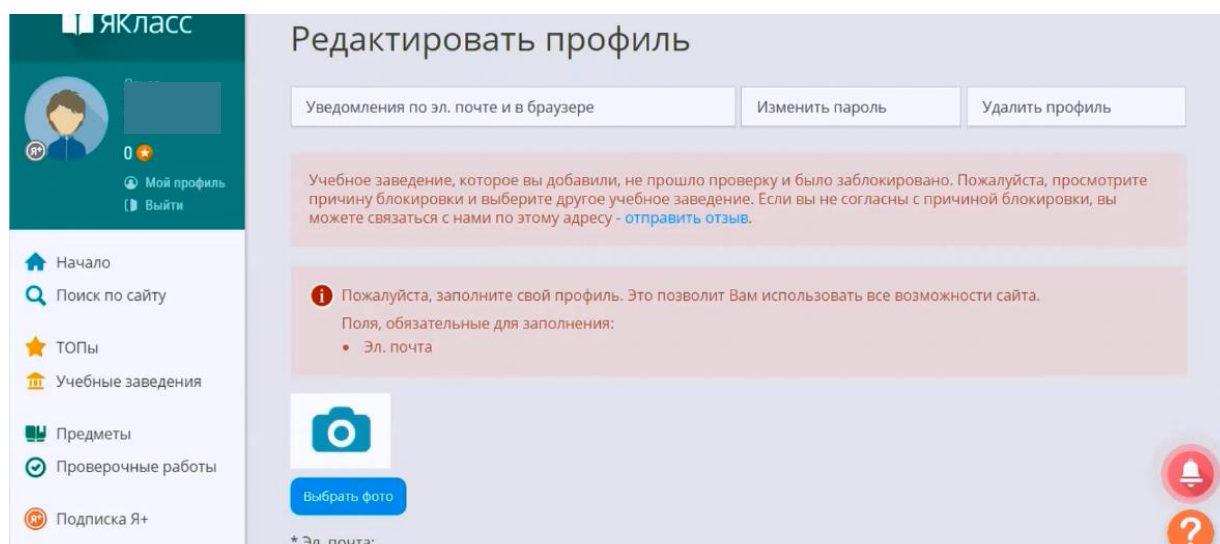 ЯКласс
Редактировать профиль
Уведомления по эл. почте и в браузере
Изменить пароль
Удалить профиль
Я+
0
Мой профиль
Выйти
Учебное заведение, которое вы добавили, не прошло проверку и было заблокировано. Пожалуйста, просмотрите
причину блокировки и выберите другое учебное заведение. Если вы не согласны с причиной блокировки, вы
можете связаться с нами по этому адресу - отправить отзыв.
Начало
Поиск по сайту
ТОПы
Учебные заведения
Предметы
Проверочные работы
Я+ Подписка Я+
Пожалуйста, заполните свой профиль. Это позволит Вам использовать все возможности сайта.
Поля, обязательные для заполнения:
• Эл. почта
Выбрать фото
* Эл. почта:
?